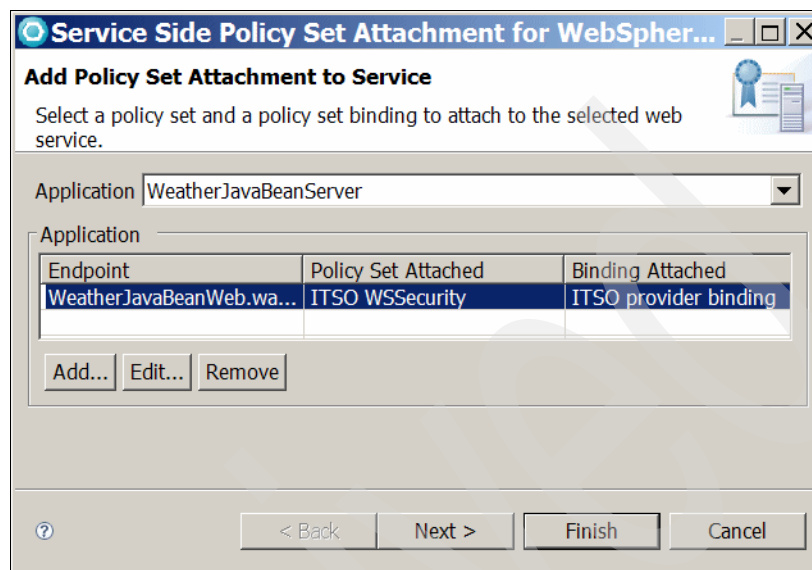 Service Side Policy Set Attachment for WebSpher...
Add Policy Set Attachment to Service
Select a policy set and a policy set binding to attach to the selected web
service.
Application WeatherJavaBeanServer
Application
Endpoint Policy Set Attached Binding Attached
WeatherJavaBeanWeb.wa... ITSO WSSecurity ITSO provider binding
Add... Edit... Remove
? < Back Next > Finish Cancel